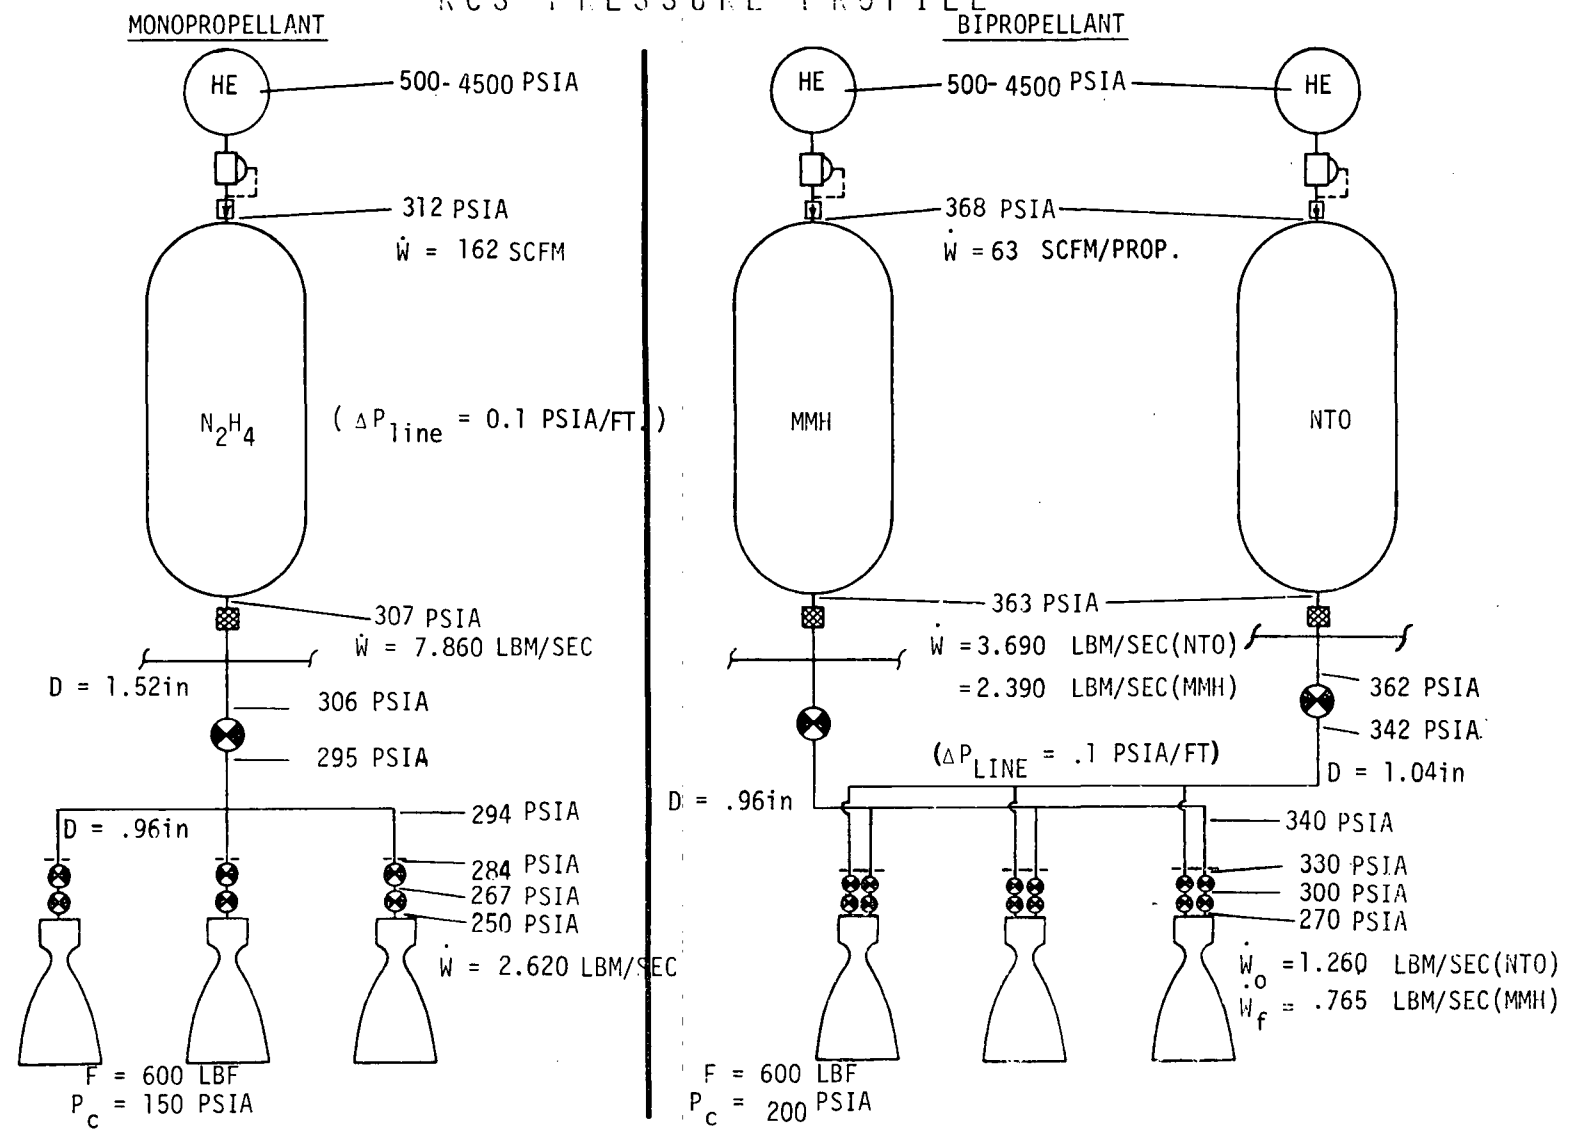 RCS PRESSURE PROFILE
MONOPROPELLANT
HE
500-4500 PSIA
312 PSIA
Ẇ = 162 SCFM
N2H4
( ΔPline = 0.1 PSIA/FT. )
307 PSIA
Ẇ = 7.860 LBM/SEC
D = 1.52in
306 PSIA
295 PSIA
294 PSIA
D = .96in
284 PSIA
267 PSIA
250 PSIA
Ẇ = 2.620 LBM/SEC
F = 600 LBF
Pc = 150 PSIA
BIPROPELLANT
HE
500-4500 PSIA
HE
368 PSIA
Ẇ = 63 SCFM/PROP.
MMH
NTO
363 PSIA
Ẇ = 3.690 LBM/SEC(NTO)
= 2.390 LBM/SEC(MMH)
362 PSIA
342 PSIA
(ΔPLINE = .1 PSIA/FT)
D = 1.04in
D = .96in
340 PSIA
330 PSIA
300 PSIA
270 PSIA
Ẇo = 1.260 LBM/SEC(NTO)
Ẇf = .765 LBM/SEC(MMH)
F = 600 LBF
Pc = 200 PSIA